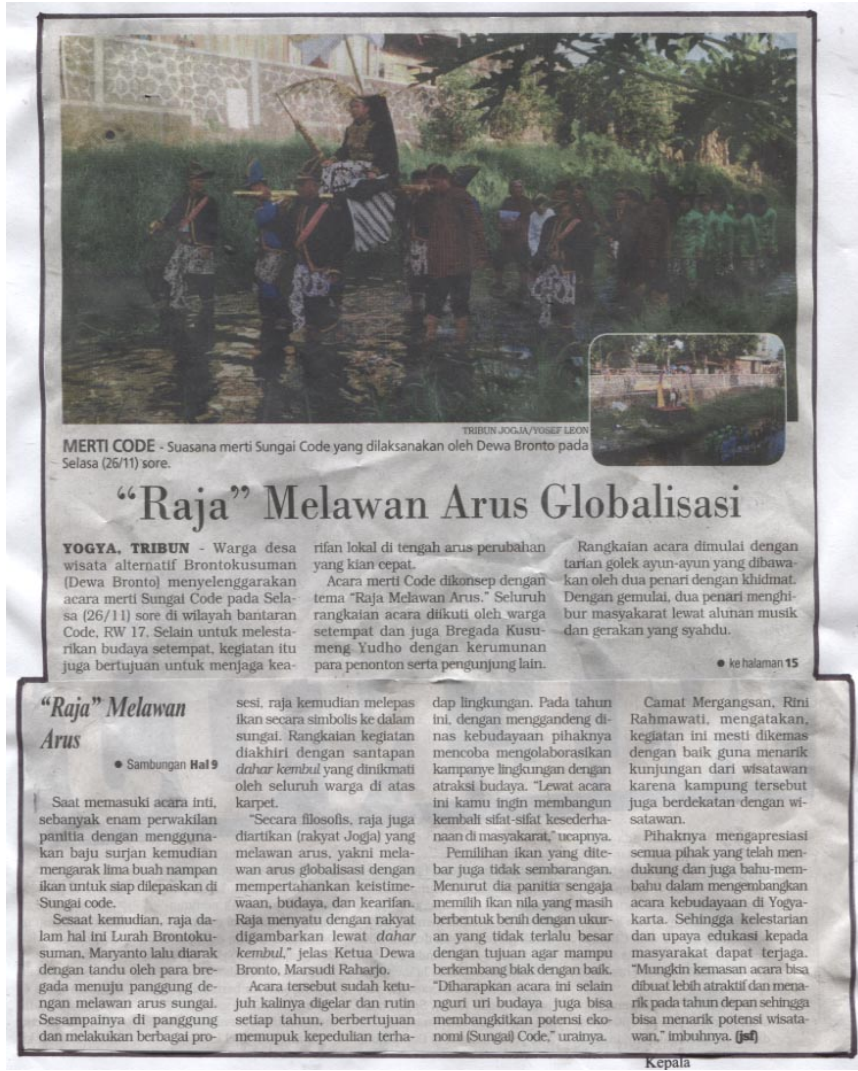 TRIBUN JOGJA/YOSEF LEON
MERTI CODE - Suasana merti Sungai Code yang dilaksanakan oleh Dewa Bronto pada
Selasa (26/11) sore.
“Raja” Melawan Arus Globalisasi
YOGYA, TRIBUN - Warga desa
wisata alternatif Brontokusuman
(Dewa Bronto) menyelenggarakan
acara merti Sungai Code pada Sela-
sa (26/11) sore di wilayah bantaran
Code, RW 17. Selain untuk melesta-
rikan budaya setempat, kegiatan itu
juga bertujuan untuk menjaga kea-
rifan lokal di tengah arus perubahan
yang kian cepat.
Acara merti Code dikonsep dengan
tema “Raja Melawan Arus.” Seluruh
rangkaian acara diikuti oleh warga
setempat dan juga Bregada Kusu-
meng Yudho dengan kerumunan
para penonton serta pengunjung lain.
Rangkaian acara dimulai dengan
tarian golek ayun-ayun yang dibawa-
kan oleh dua penari dengan khidmat.
Dengan gemulai, dua penari menghi-
bur masyakarat lewat alunan musik
dan gerakan yang syahdu.
● ke halaman 15
“Raja” Melawan
Arus
● Sambungan Hal 9
Saat memasuki acara inti,
sebanyak enam perwakilan
panitia dengan mengguna-
kan baju surjan kemudian
mengarak lima buah nampan
ikan untuk siap dilepaskan di
Sungai code.
Sesaat kemudian, raja da-
lam hal ini Lurah Brontoku-
suman, Maryanto lalu diarak
dengan tandu oleh para bre-
gada menuju panggung de-
ngan melawan arus sungai.
Sesampainya di panggung
dan melakukan berbagai pro-
sesi, raja kemudian melepas
ikan secara simbolis ke dalam
sungai. Rangkaian kegiatan
diakhiri dengan santapan
dahar kembul yang dinikmati
oleh seluruh warga di atas
karpet.
“Secara filosofis, raja juga
diartikan (rakyat Jogja) yang
melawan arus, yakni mela-
wan arus globalisasi dengan
mempertahankan keistime-
waan, budaya, dan kearifan.
Raja menyatu dengan rakyat
digambarkan lewat dahar
kembul,” jelas Ketua Dewa
Bronto, Marsudi Raharjo.
Acara tersebut sudah ketu-
juh kalinya digelar dan rutin
setiap tahun, berbertujuan
memupuk kepedulian terha-
dap lingkungan. Pada tahun
ini, dengan menggandeng di-
nas kebudayaan pihaknya
mencoba mengolaborasikan
kampanye lingkungan dengan
atraksi budaya. “Lewat acara
ini kamu ingin membangun
kembali sifat-sifat kesederha-
naan di masyakarat,” ucapnya.
Pemilihan ikan yang dite-
bar juga tidak sembarangan.
Menurut dia panitia sengaja
memilih ikan nila yang masih
berbentuk benih dengan ukur-
an yang tidak terlalu besar
dengan tujuan agar mampu
berkembang biak dengan baik.
“Diharapkan acara ini selain
nguri uri budaya juga bisa
membangkitkan potensi eko-
nomi (Sungai) Code,” urainya.
Camat Mergangsan, Rini
Rahmawati, mengatakan,
kegiatan ini mesti dikemas
dengan baik guna menarik
kunjungan dari wisatawan
karena kampung tersebut
juga berdekatan dengan wi-
satawan.
Pihaknya mengapresiasi
semua pihak yang telah men-
dukung dan juga bahu-mem-
bahu dalam mengembangkan
acara kebudayaan di Yogya-
karta. Sehingga kelestarian
dan upaya edukasi kepada
masyarakat dapat terjaga.
“Mungkin kemasan acara bisa
dibuat lebih atraktif dan mena-
rik pada tahun depan sehingga
bisa menarik potensi wisata-
wan,” imbuhnya. (jsf)
Kepala